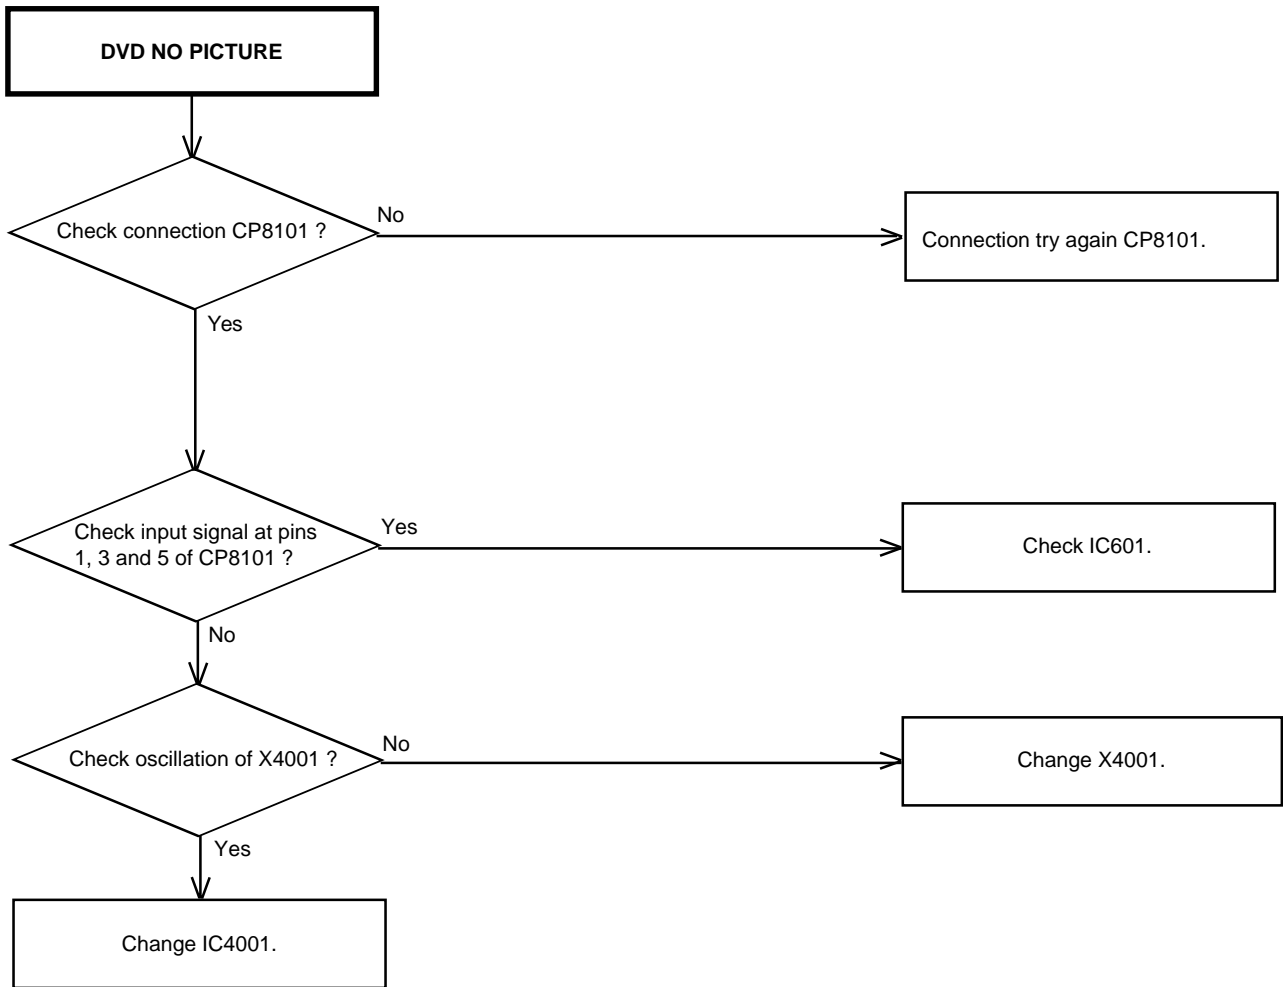 DVD NO PICTURE
Check connection CP8101 ?
No
Connection try again CP8101.
Yes
Check input signal at pins
1, 3 and 5 of CP8101 ?
Yes
Check IC601.
No
Check oscillation of X4001 ?
No
Change X4001.
Yes
Change IC4001.